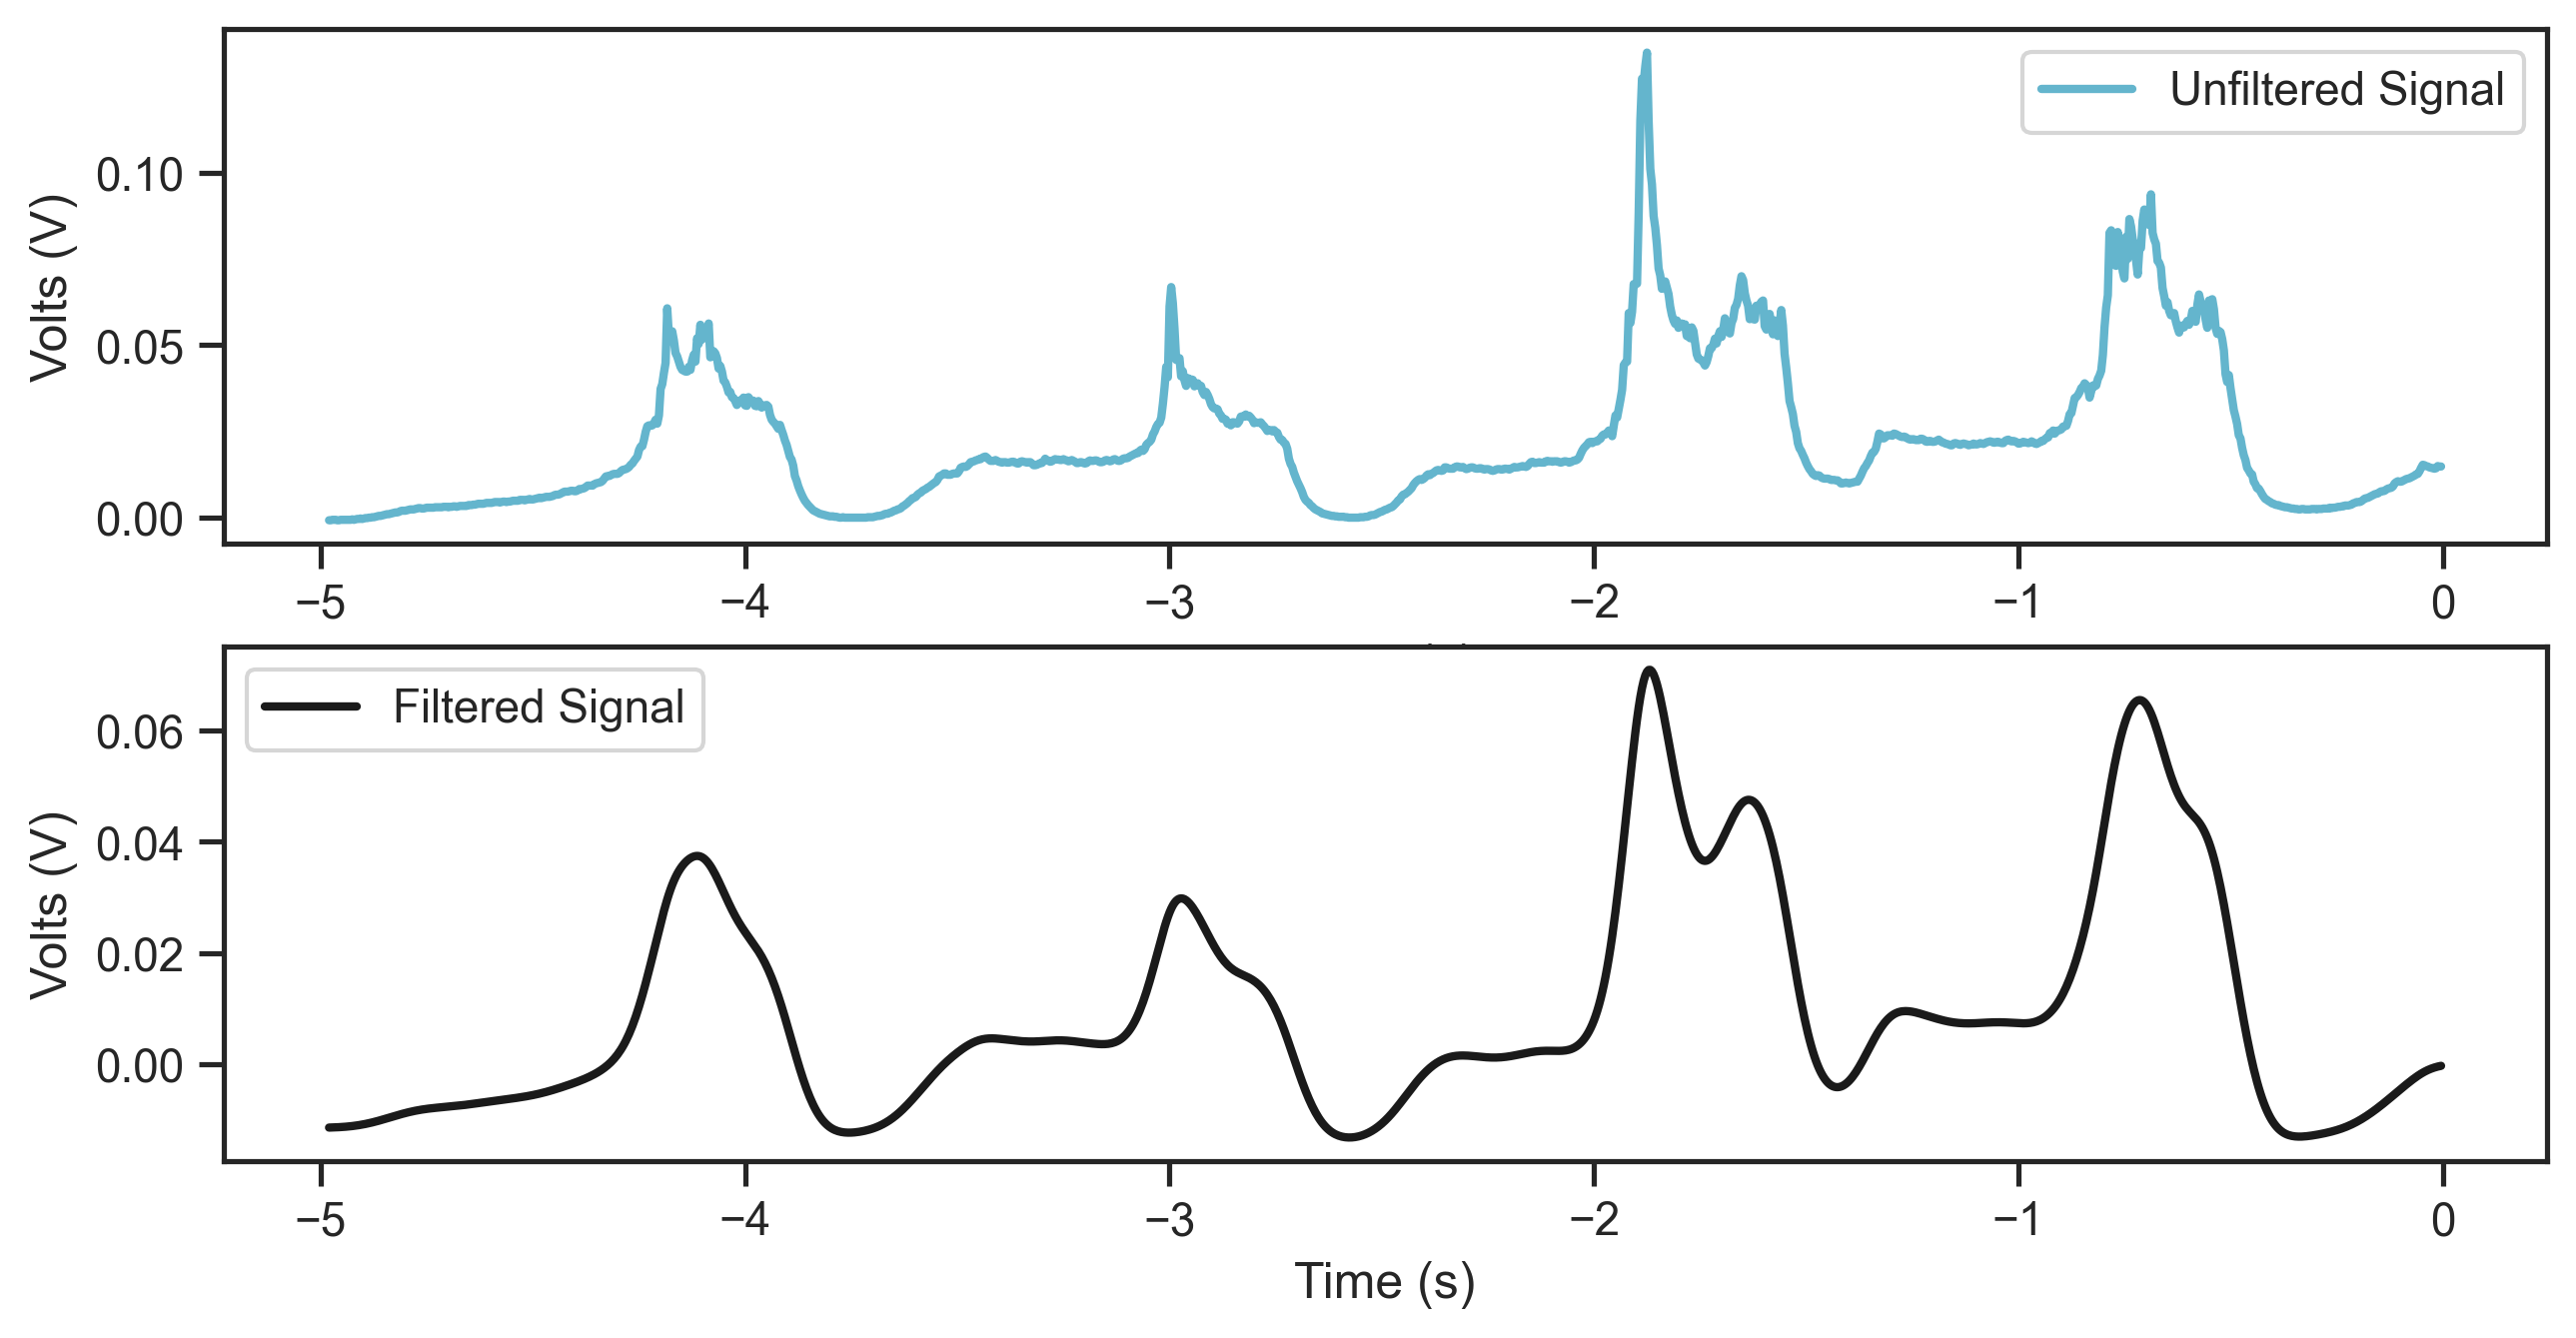 Unfiltered Signal
Volts (V)
0.10
0.05
0.00
−5 −4 −3 −2 −1 0
Filtered Signal
Volts (V)
0.06
0.04
0.02
0.00
−5 −4 −3 −2 −1 0
Time (s)